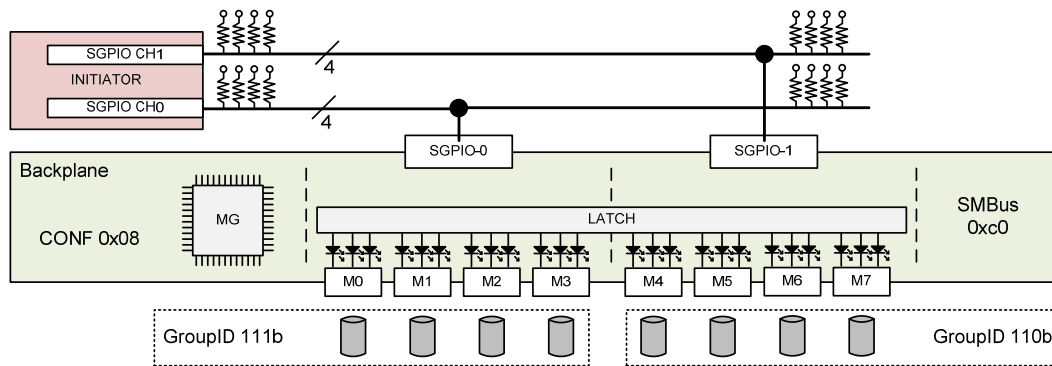 SGPIO CH1
INITIATOR
SGPIO CH0
4
4
SGPIO-0
SGPIO-1
Backplane
MG
CONF 0x08
LATCH
SMBus
0xc0
M0
M1
M2
M3
M4
M5
M6
M7
GroupID 111b
GroupID 110b